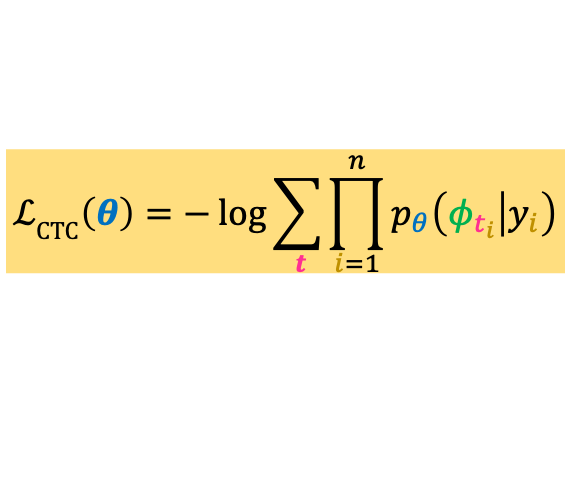 ℒ_CTC(θ) = − log ∑_t ∏_{i=1}^{n} p_θ(ϕ_{t_i}|y_i)